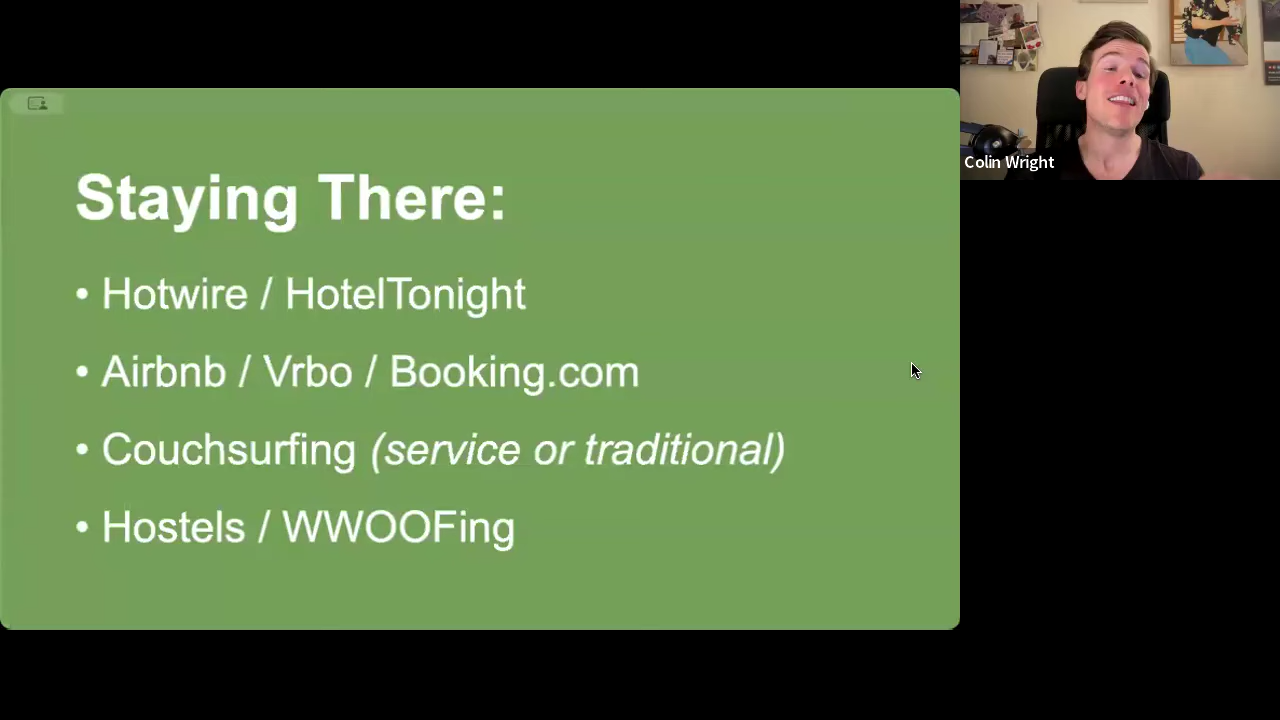 Staying There:
• Hotwire / HotelTonight
• Airbnb / Vrbo / Booking.com
• Couchsurfing (service or traditional)
• Hostels / WWOOFing
Colin Wright